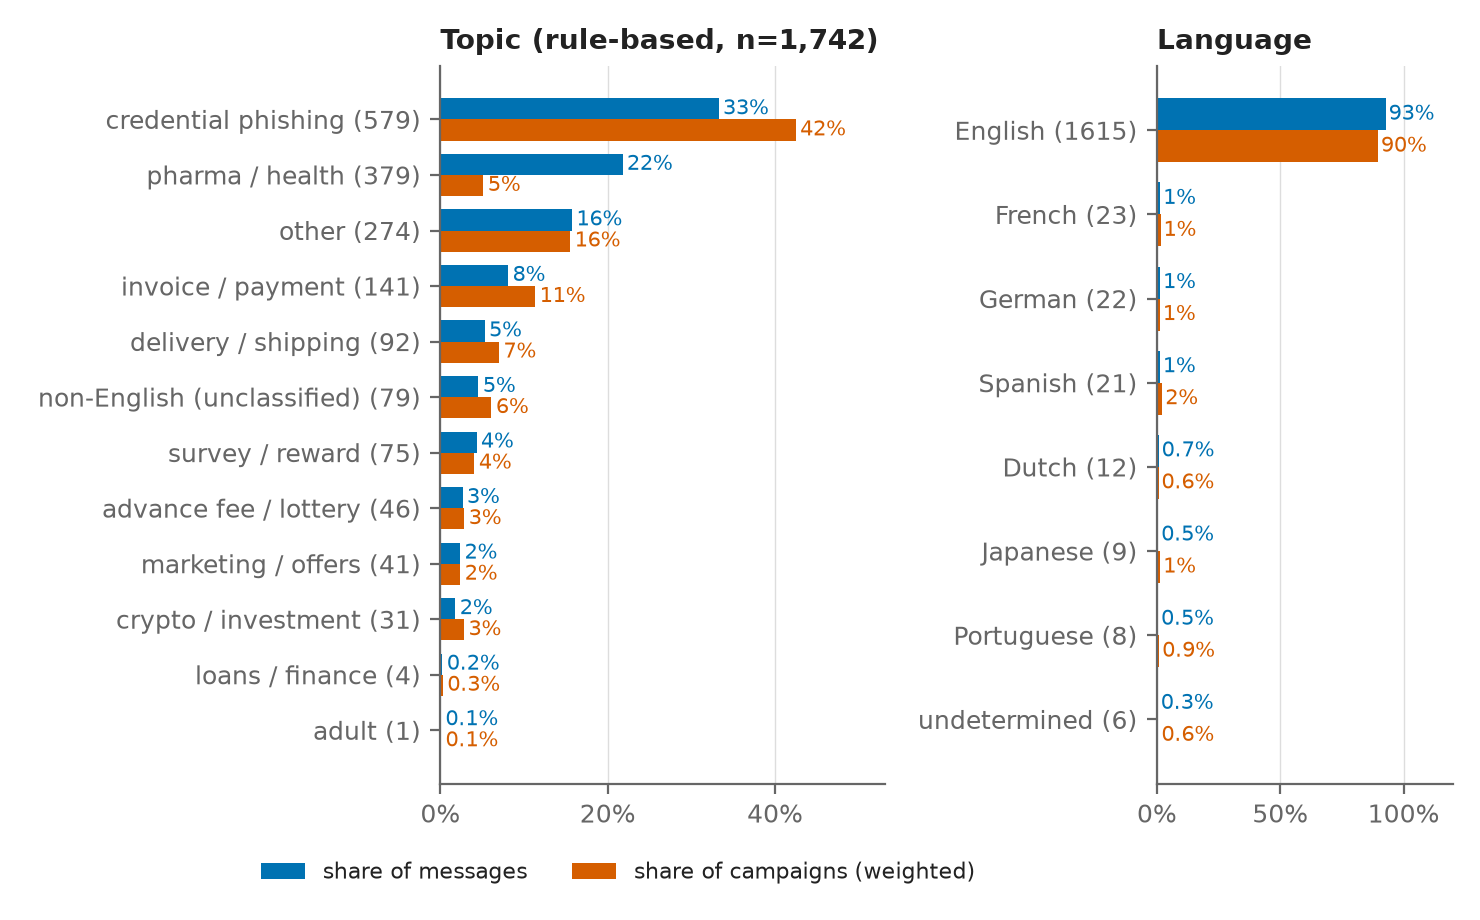 Topic (rule-based, n=1,742)
credential phishing (579)
33%
42%
pharma / health (379)
22%
5%
other (274)
16%
16%
invoice / payment (141)
8%
11%
delivery / shipping (92)
5%
7%
non-English (unclassified) (79)
5%
6%
survey / reward (75)
4%
4%
advance fee / lottery (46)
3%
3%
marketing / offers (41)
2%
2%
crypto / investment (31)
2%
3%
loans / finance (4)
0.2%
0.3%
adult (1)
0.1%
0.1%
0% 20% 40%
Language
English (1615)
93%
90%
French (23)
1%
1%
German (22)
1%
1%
Spanish (21)
1%
2%
Dutch (12)
0.7%
0.6%
Japanese (9)
0.5%
1%
Portuguese (8)
0.5%
0.9%
undetermined (6)
0.3%
0.6%
0% 50% 100%
share of messages
share of campaigns (weighted)